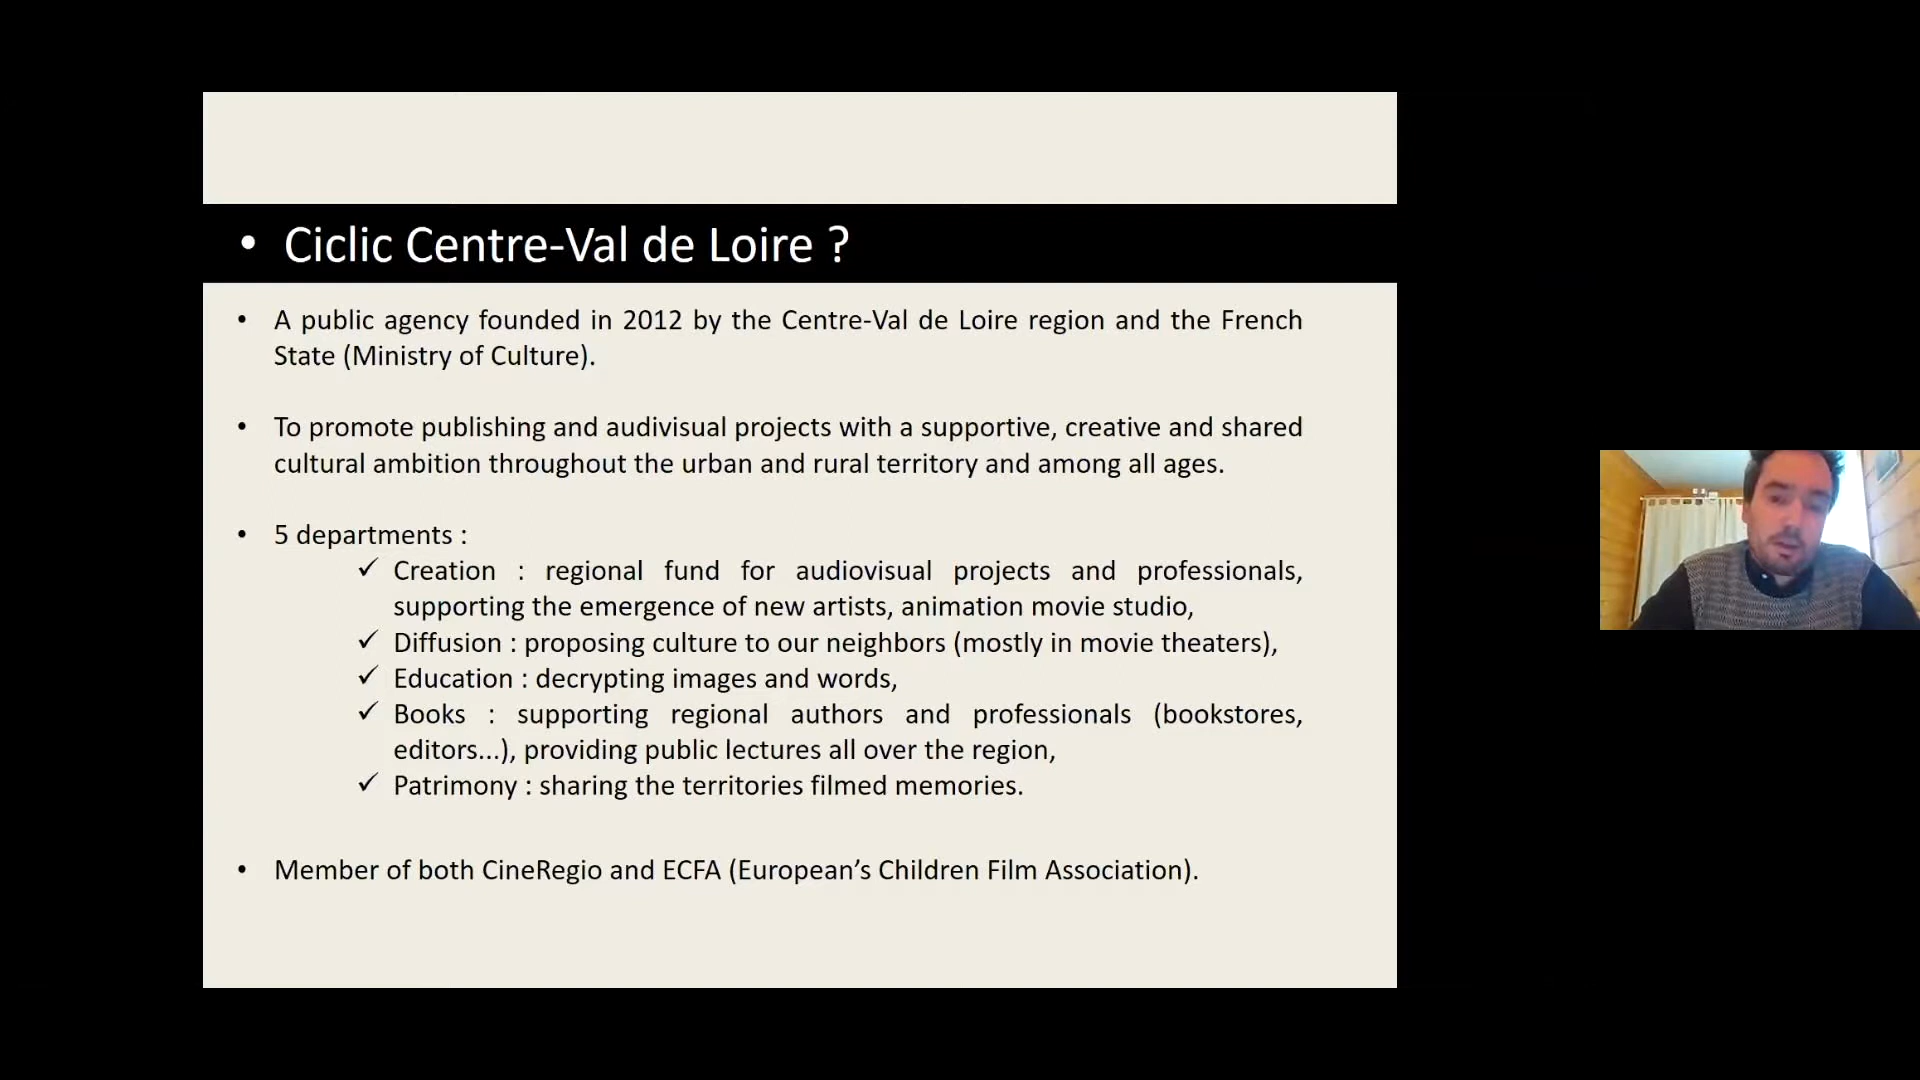 • Ciclic Centre-Val de Loire ?
• A public agency founded in 2012 by the Centre-Val de Loire region and the French
State (Ministry of Culture).
• To promote publishing and audivisual projects with a supportive, creative and shared
cultural ambition throughout the urban and rural territory and among all ages.
• 5 departments :
✓ Creation : regional fund for audiovisual projects and professionals,
supporting the emergence of new artists, animation movie studio,
✓ Diffusion : proposing culture to our neighbors (mostly in movie theaters),
✓ Education : decrypting images and words,
✓ Books : supporting regional authors and professionals (bookstores,
editors...), providing public lectures all over the region,
✓ Patrimony : sharing the territories filmed memories.
• Member of both CineRegio and ECFA (European’s Children Film Association).